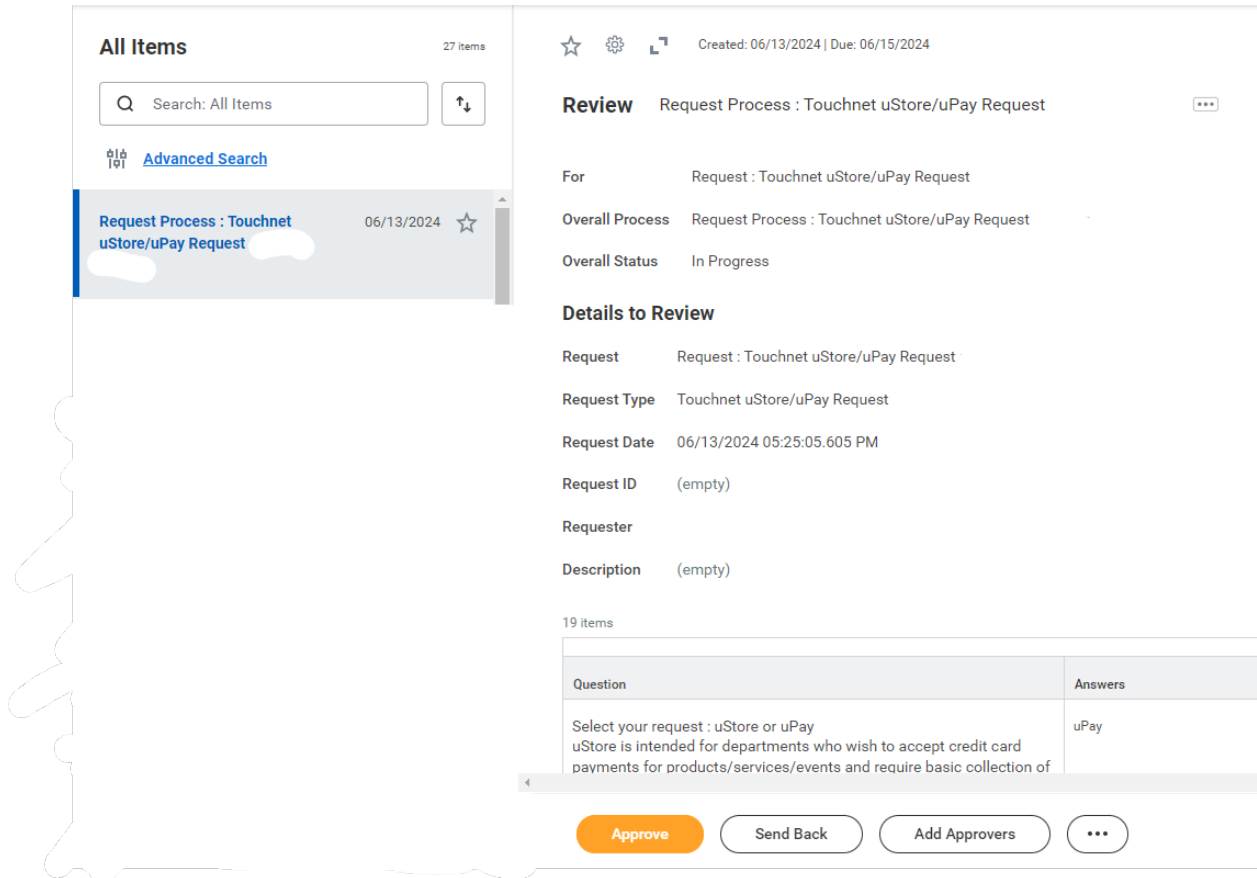 All Items
27 items
Search: All Items
Advanced Search
Request Process : Touchnet
uStore/uPay Request
06/13/2024
Created: 06/13/2024 | Due: 06/15/2024
Review Request Process : Touchnet uStore/uPay Request
For Request : Touchnet uStore/uPay Request
Overall Process Request Process : Touchnet uStore/uPay Request
Overall Status In Progress
Details to Review
Request Request : Touchnet uStore/uPay Request
Request Type Touchnet uStore/uPay Request
Request Date 06/13/2024 05:25:05.605 PM
Request ID (empty)
Requester
Description (empty)
19 items
Question Answers
Select your request : uStore or uPay uPay
uStore is intended for departments who wish to accept credit card
payments for products/services/events and require basic collection of
Approve Send Back Add Approvers